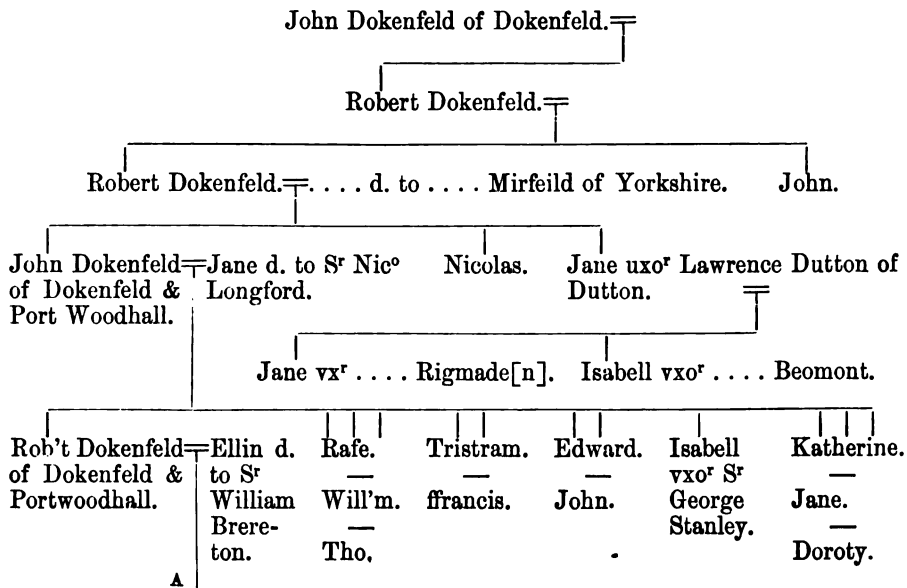 John Dokenfeld of Dokenfeld.
Robert Dokenfeld.
Robert Dokenfeld. . . . . d. to . . . . Mirfeild of Yorkshire.
John.
John Dokenfeld
of Dokenfeld &
Port Woodhall.
Jane d. to Sʳ Nicº
Longford.
Nicolas.
Jane uxoʳ Lawrence Dutton of
Dutton.
Jane vxʳ . . . . Rigmade[n].
Isabell vxoʳ . . . . Beomont.
Rob't Dokenfeld
of Dokenfeld &
Portwoodhall.
Ellin d.
to Sʳ
William
Brere-
ton.
Rafe.
—
Will'm.
—
Tho.
Tristram.
—
ffrancis.
Edward.
—
John.
Isabell
vxoʳ Sʳ
George
Stanley.
Katherine.
—
Jane.
—
Doroty.
A